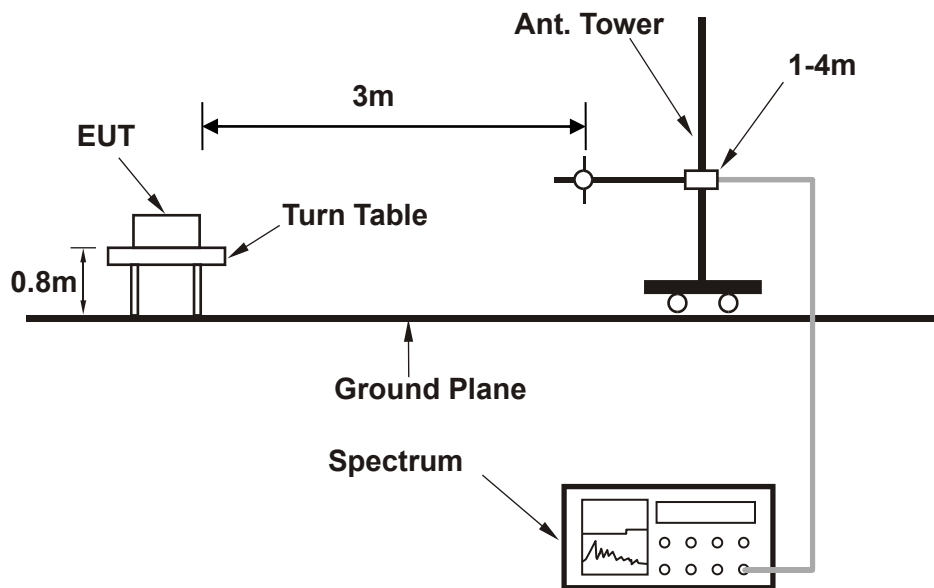 Ant. Tower
1-4m
3m
EUT
Turn Table
0.8m
Ground Plane
Spectrum